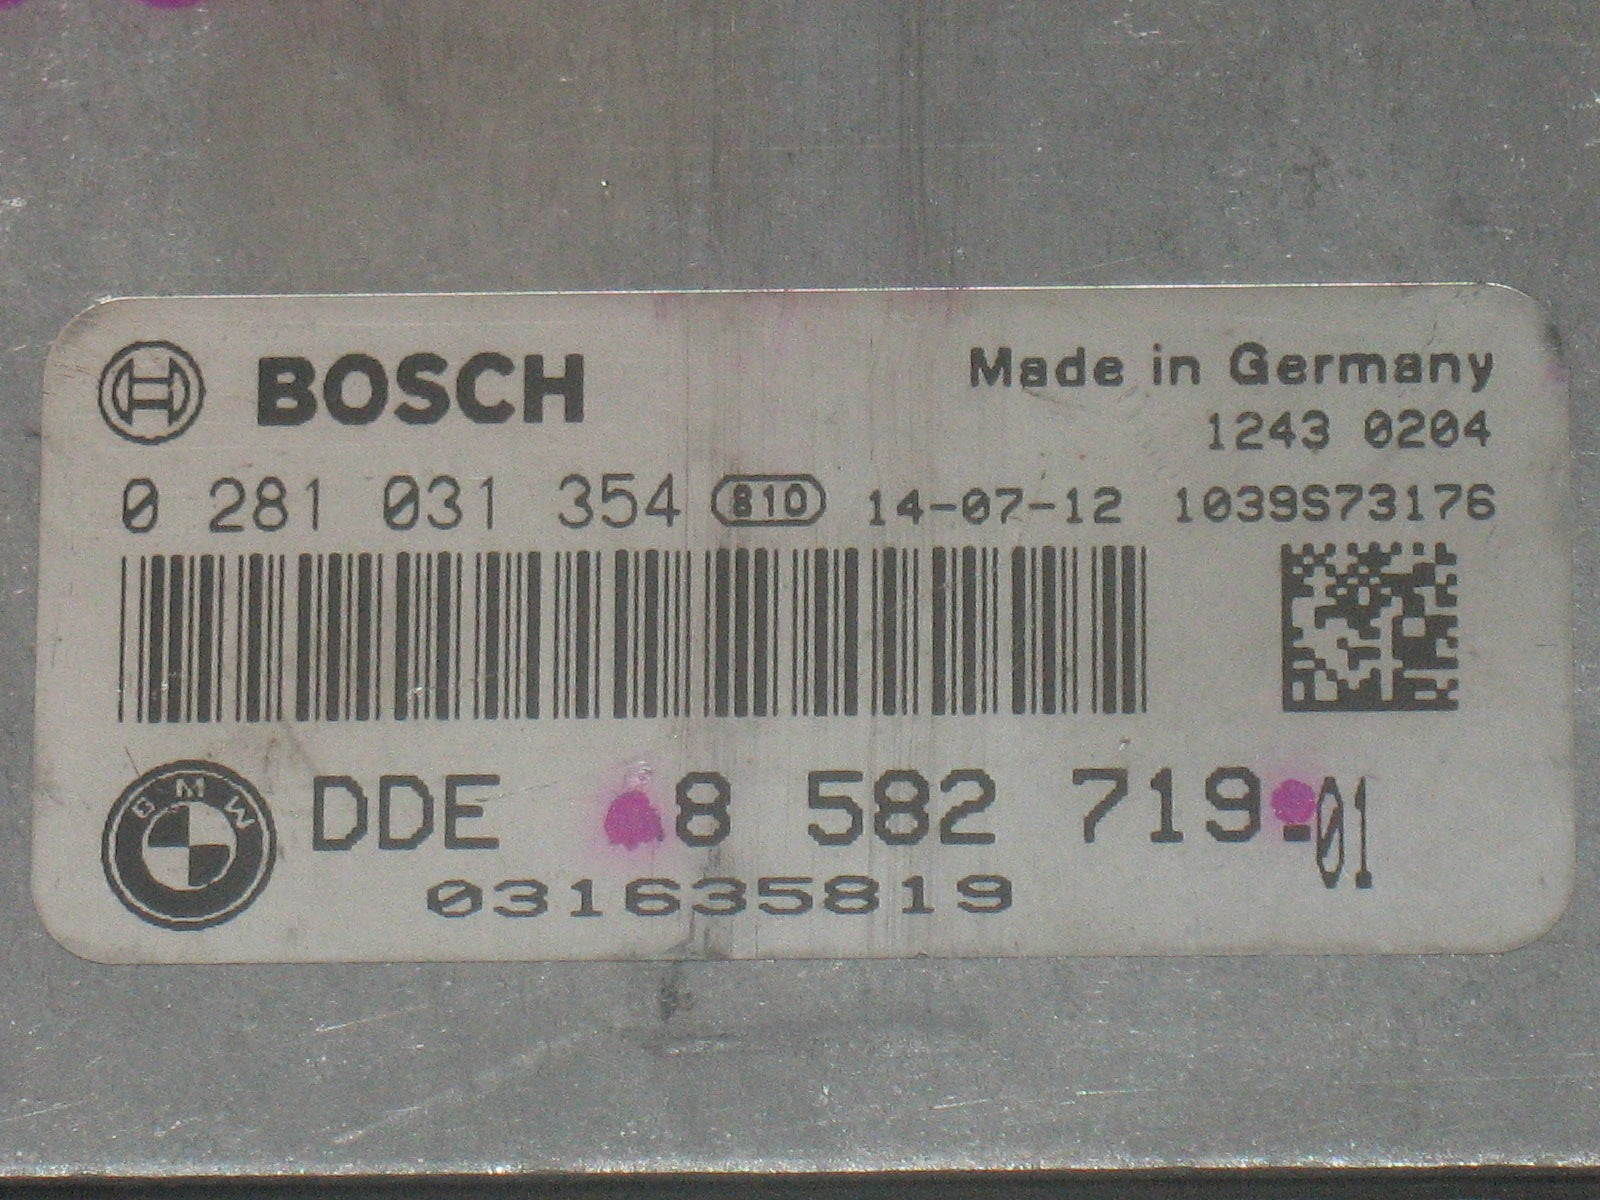 BOSCH
Made in Germany
1243 0204
0 281 031 354 810 14-07-12 1039S73176
BMW
DDE 8 582 719.01
031635819